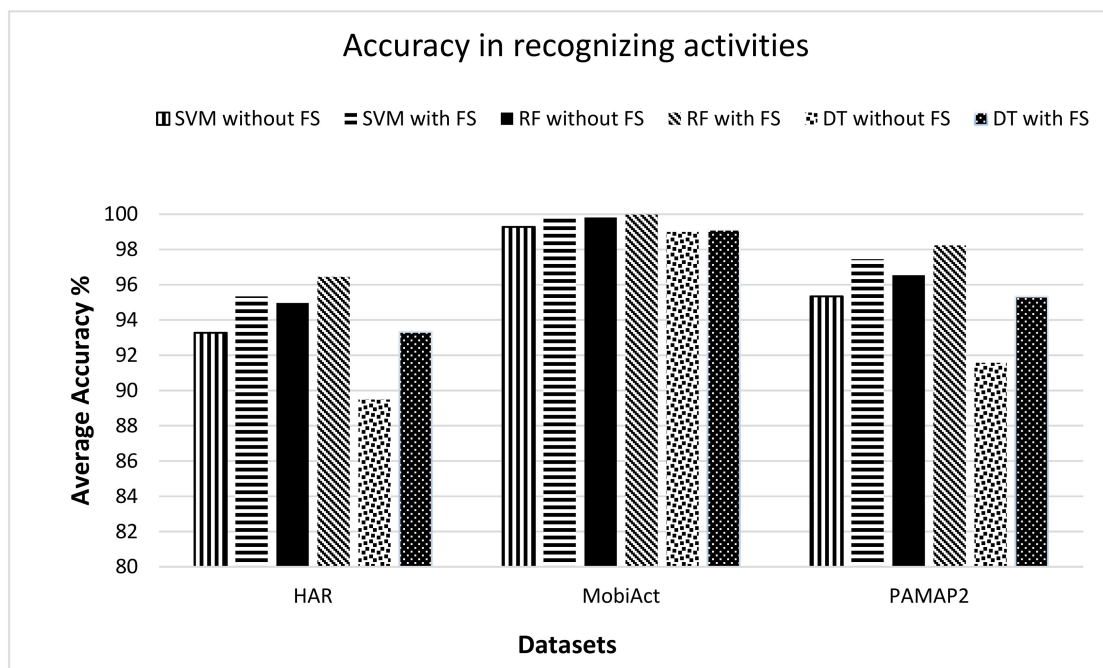 Accuracy in recognizing activities
SVM without FS SVM with FS RF without FS RF with FS DT without FS DT with FS
Average Accuracy %
100
98
96
94
92
90
88
86
84
82
80
HAR MobiAct PAMAP2
Datasets